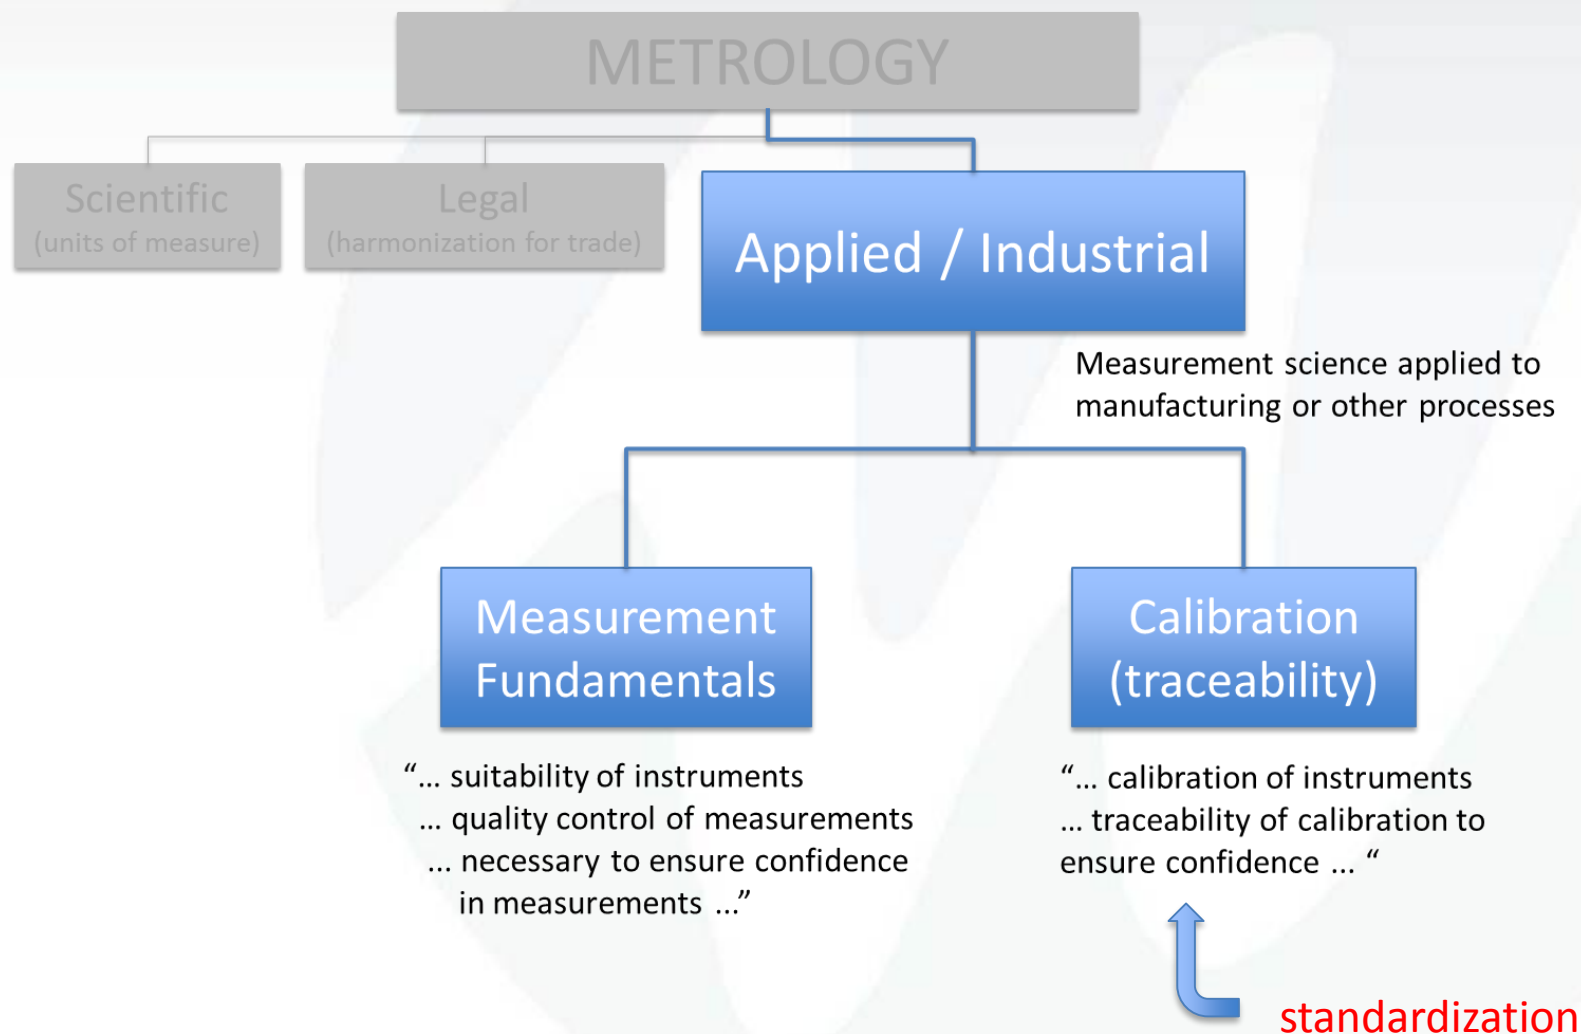 METROLOGY
Scientific
(units of measure)
Legal
(harmonization for trade)
Applied / Industrial
Measurement science applied to
manufacturing or other processes
Measurement
Fundamentals
Calibration
(traceability)
“... suitability of instruments
... quality control of measurements
... necessary to ensure confidence
in measurements ...”
“... calibration of instruments
... traceability of calibration to
ensure confidence ... “
standardization